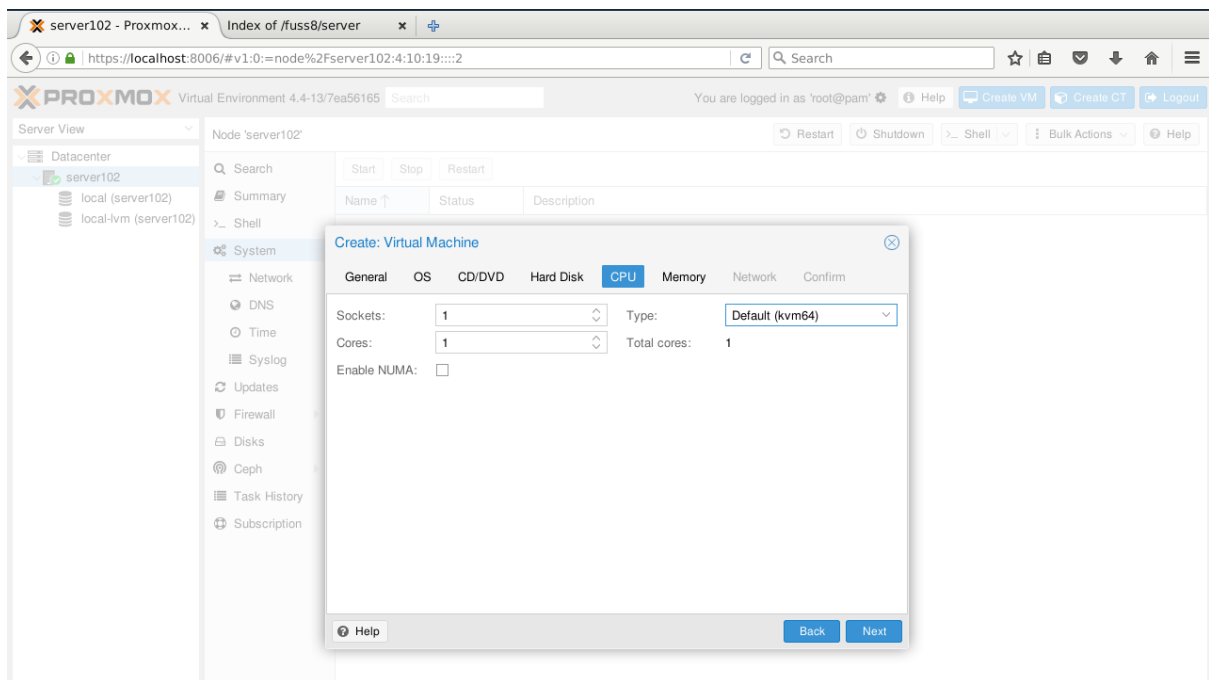 server102 - Proxmox... × Index of /fuss8/server ×
https://localhost:8006/#v1:0:=node%2Fserver102:4:10:19::::2 Search
PROXMOX Virtual Environment 4.4-13/7ea56165 Search You are logged in as 'root@pam' Help Create VM Create CT Logout
Server View Node 'server102' Restart Shutdown >_ Shell Bulk Actions Help
Datacenter
server102
local (server102)
local-lvm (server102)
Search
Summary
>_ Shell
System
Network
DNS
Time
Syslog
Updates
Firewall
Disks
Ceph
Task History
Subscription
Start Stop Restart
Name ↑ Status Description
Create: Virtual Machine
General OS CD/DVD Hard Disk CPU Memory Network Confirm
Sockets: 1 Type: Default (kvm64)
Cores: 1 Total cores: 1
Enable NUMA:
Help Back Next